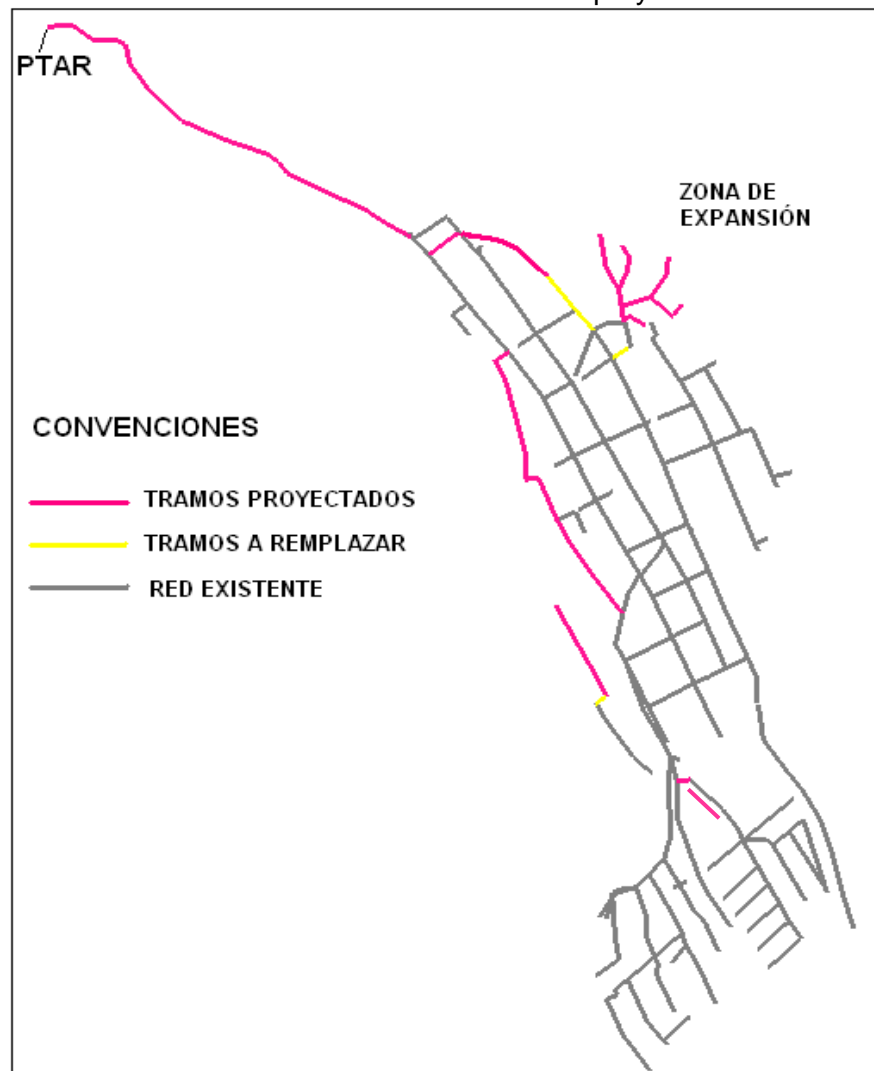 PTAR
ZONA DE
EXPANSIÓN
CONVENCIONES
TRAMOS PROYECTADOS
TRAMOS A REMPLAZAR
RED EXISTENTE